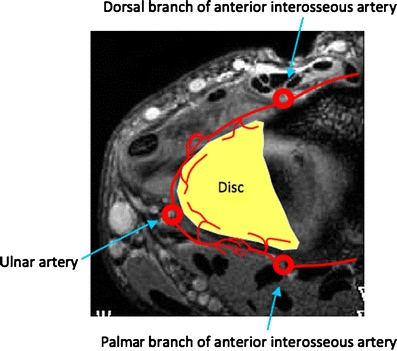 Dorsal branch of anterior interosseous artery
Disc
Ulnar artery
Palmar branch of anterior interosseous artery